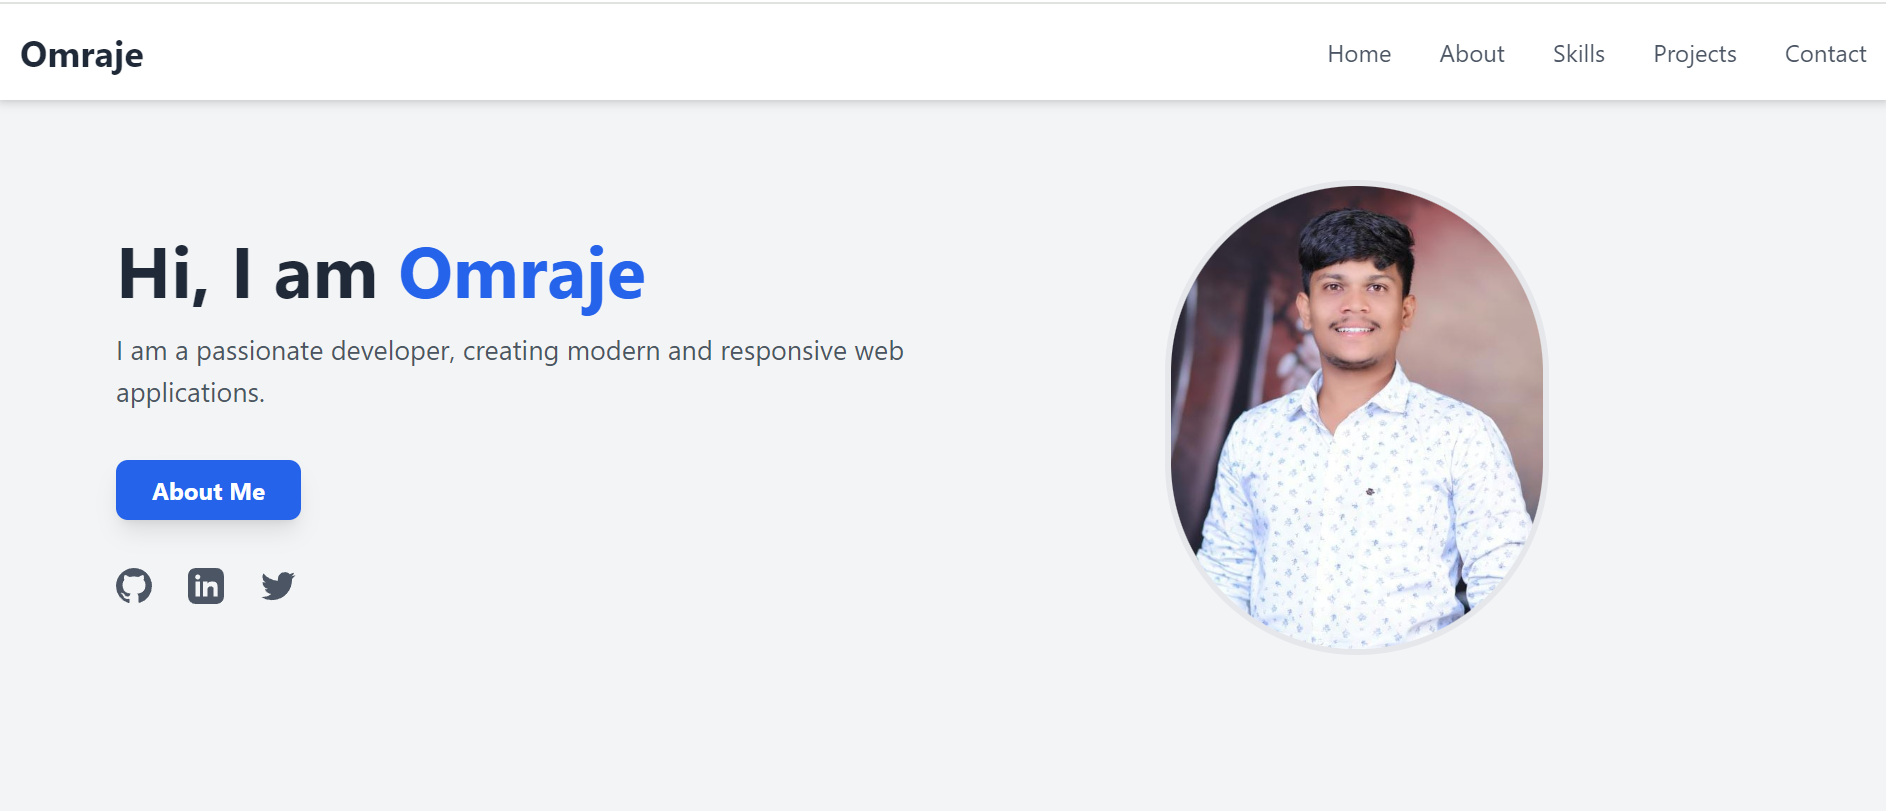 Omraje
Home About Skills Projects Contact
Hi, I am Omraje
I am a passionate developer, creating modern and responsive web
applications.
About Me
in